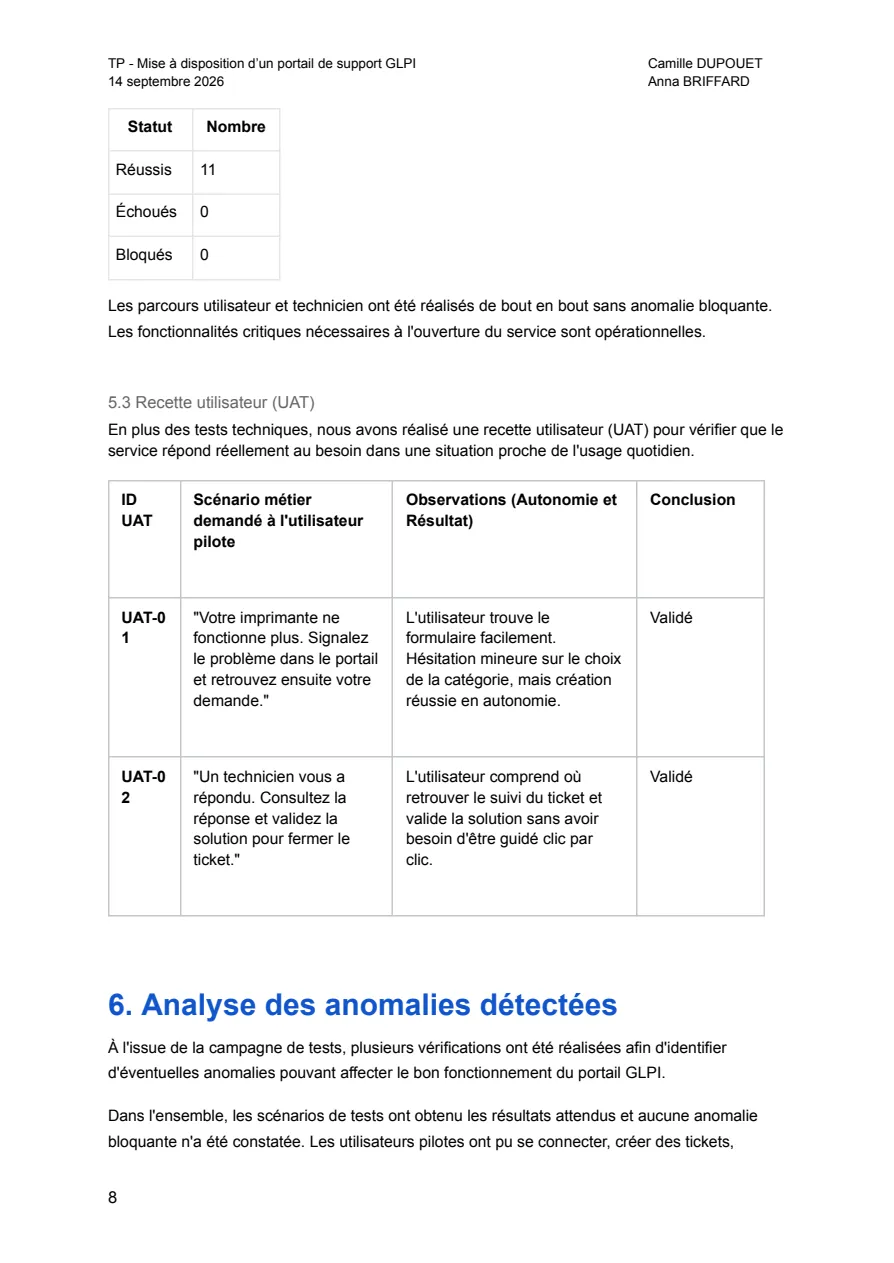 TP - Mise à disposition d'un portail de support GLPI
14 septembre 2026
Camille DUPOUET
Anna BRIFFARD
Statut Nombre
Réussis 11
Échoués 0
Bloqués 0
Les parcours utilisateur et technicien ont été réalisés de bout en bout sans anomalie bloquante.
Les fonctionnalités critiques nécessaires à l'ouverture du service sont opérationnelles.
5.3 Recette utilisateur (UAT)
En plus des tests techniques, nous avons réalisé une recette utilisateur (UAT) pour vérifier que le
service répond réellement au besoin dans une situation proche de l'usage quotidien.
ID
UAT
Scénario métier
demandé à l'utilisateur
pilote
Observations (Autonomie et
Résultat)
Conclusion
UAT-0
1
"Votre imprimante ne
fonctionne plus. Signalez
le problème dans le portail
et retrouvez ensuite votre
demande."
L'utilisateur trouve le
formulaire facilement.
Hésitation mineure sur le choix
de la catégorie, mais création
réussie en autonomie.
Validé
UAT-0
2
"Un technicien vous a
répondu. Consultez la
réponse et validez la
solution pour fermer le
ticket."
L'utilisateur comprend où
retrouver le suivi du ticket et
valide la solution sans avoir
besoin d'être guidé clic par
clic.
Validé
6. Analyse des anomalies détectées
À l'issue de la campagne de tests, plusieurs vérifications ont été réalisées afin d'identifier
d'éventuelles anomalies pouvant affecter le bon fonctionnement du portail GLPI.
Dans l'ensemble, les scénarios de tests ont obtenu les résultats attendus et aucune anomalie
bloquante n'a été constatée. Les utilisateurs pilotes ont pu se connecter, créer des tickets,
8